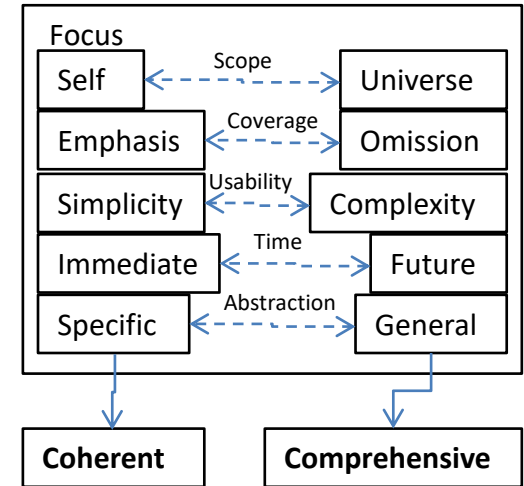 Focus
Self Scope Universe
Emphasis Coverage Omission
Simplicity Usability Complexity
Immediate Time Future
Specific Abstraction General
Coherent Comprehensive